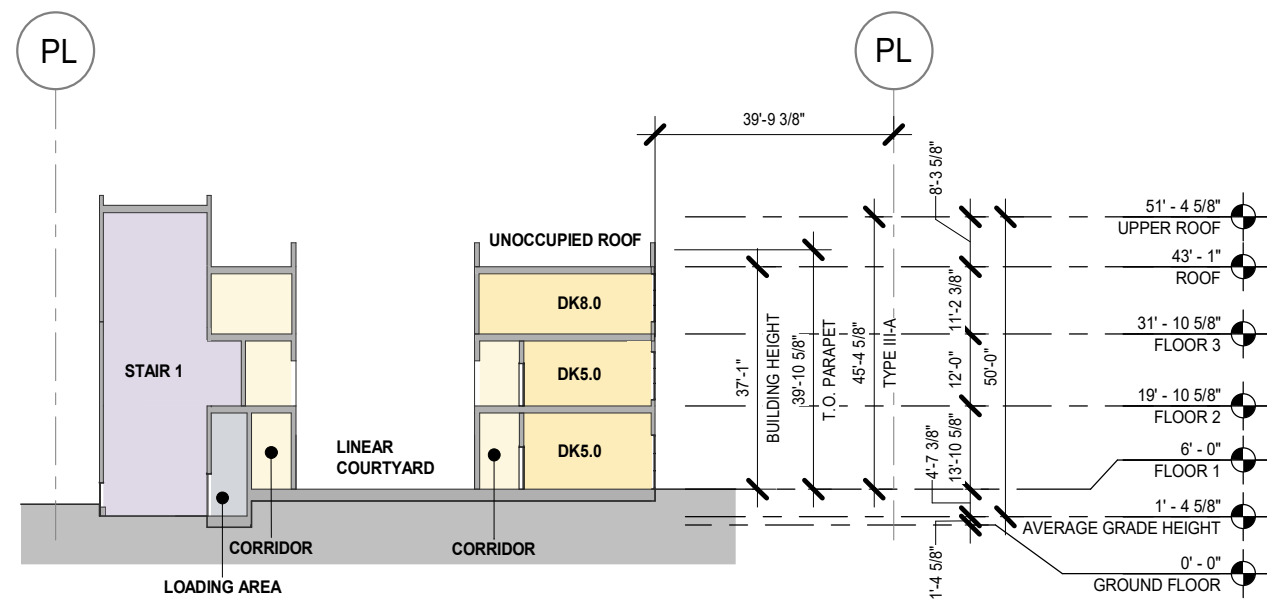 PL
PL
39'-9 3/8"
8'-3 5/8"
51' - 4 5/8"
UPPER ROOF
UNOCCUPIED ROOF
43' - 1"
ROOF
DK8.0
11'-2 3/8"
31' - 10 5/8"
FLOOR 3
STAIR 1
DK5.0
37'-1"
BUILDING HEIGHT
39'-10 5/8"
T.O. PARAPET
45'-4 5/8"
TYPE III-A
12'-0"
50'-0"
19' - 10 5/8"
FLOOR 2
LINEAR
COURTYARD
DK5.0
4'-7 3/8"
13'-10 5/8"
6' - 0"
FLOOR 1
1' - 4 5/8"
AVERAGE GRADE HEIGHT
CORRIDOR
CORRIDOR
LOADING AREA
1'-4 5/8"
0' - 0"
GROUND FLOOR